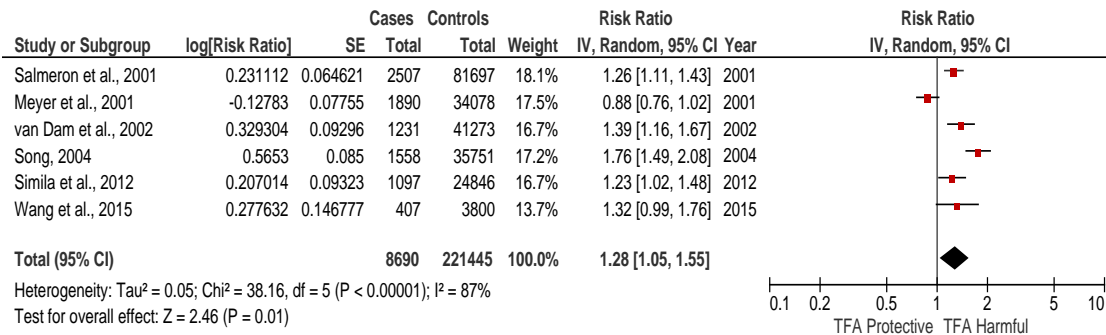 Cases Controls Risk Ratio Risk Ratio
Study or Subgroup log[Risk Ratio] SE Total Total Weight IV, Random, 95% CI Year IV, Random, 95% CI
Salmeron et al., 2001 0.231112 0.064621 2507 81697 18.1% 1.26 [1.11, 1.43] 2001
Meyer et al., 2001 -0.12783 0.07755 1890 34078 17.5% 0.88 [0.76, 1.02] 2001
van Dam et al., 2002 0.329304 0.09296 1231 41273 16.7% 1.39 [1.16, 1.67] 2002
Song, 2004 0.5653 0.085 1558 35751 17.2% 1.76 [1.49, 2.08] 2004
Simila et al., 2012 0.207014 0.09323 1097 24846 16.7% 1.23 [1.02, 1.48] 2012
Wang et al., 2015 0.277632 0.146777 407 3800 13.7% 1.32 [0.99, 1.76] 2015
Total (95% CI) 8690 221445 100.0% 1.28 [1.05, 1.55]
Heterogeneity: Tau² = 0.05; Chi² = 38.16, df = 5 (P < 0.00001); I² = 87%
Test for overall effect: Z = 2.46 (P = 0.01)
0.1 0.2 0.5 1 2 5 10
TFA Protective TFA Harmful